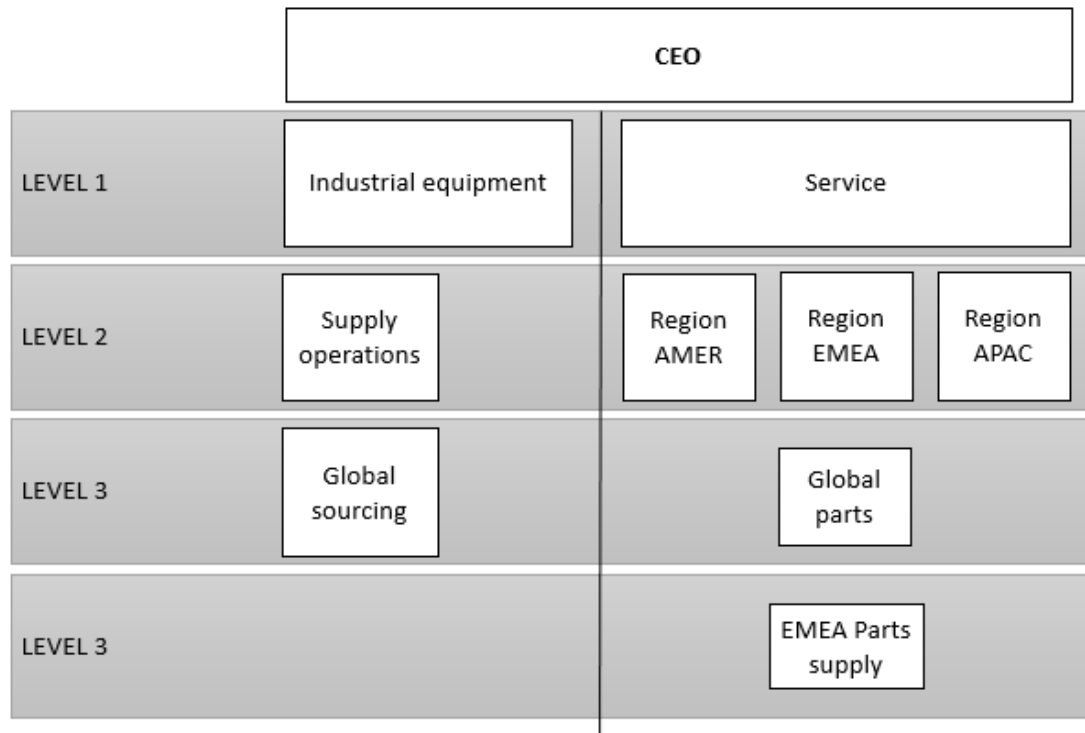 CEO
LEVEL 1
Industrial equipment
Service
LEVEL 2
Supply
operations
Region
AMER
Region
EMEA
Region
APAC
LEVEL 3
Global
sourcing
Global
parts
LEVEL 3
EMEA Parts
supply